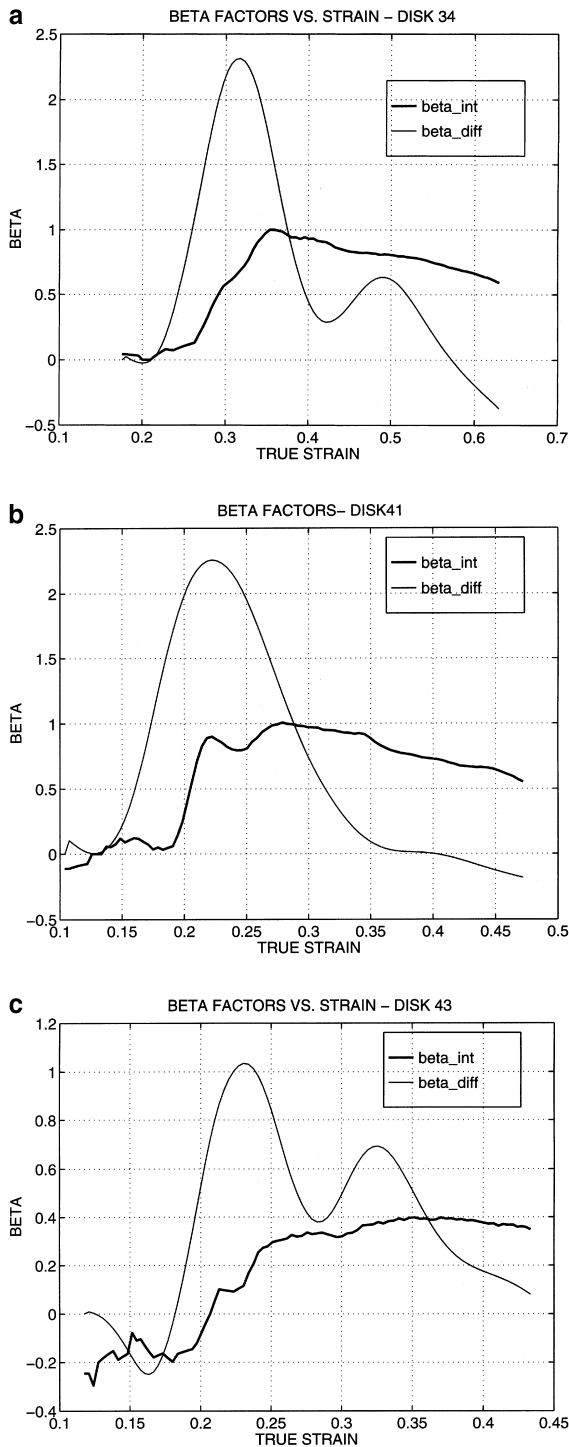 a
BETA FACTORS VS. STRAIN – DISK 34
2.5
2
1.5
1
0.5
0
−0.5
BETA
beta_int
beta_diff
0.1 0.2 0.3 0.4 0.5 0.6 0.7
TRUE STRAIN
b
BETA FACTORS– DISK41
2.5
2
1.5
1
0.5
0
−0.5
BETA
beta_int
beta_diff
0.1 0.15 0.2 0.25 0.3 0.35 0.4 0.45 0.5
TRUE STRAIN
c
BETA FACTORS VS. STRAIN – DISK 43
1.2
1
0.8
0.6
0.4
0.2
0
−0.2
−0.4
BETA
beta_int
beta_diff
0.1 0.15 0.2 0.25 0.3 0.35 0.4 0.45
TRUE STRAIN